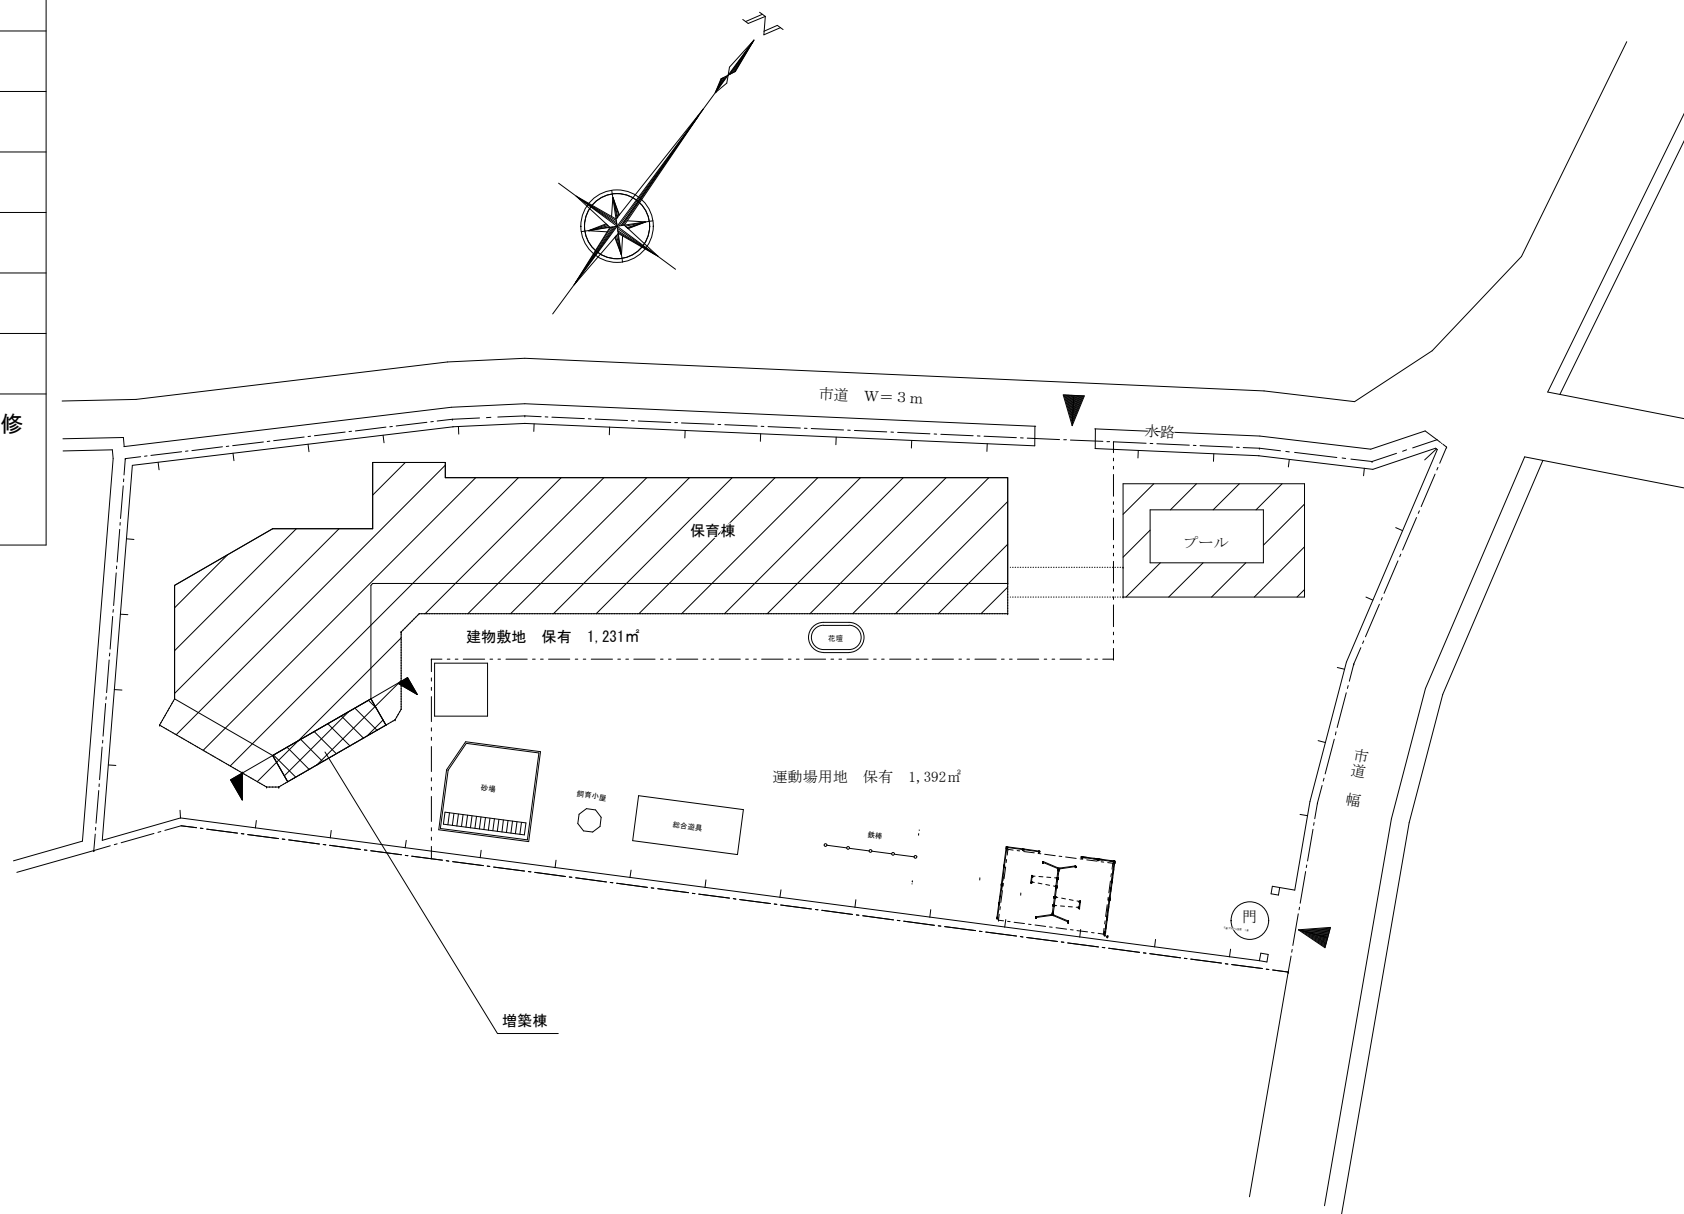 N
修
市道　W＝３ｍ
水路
保育棟
プール
建物敷地　保有　1,231㎡
花壇
運動場用地　保有　1,392㎡
市道　幅
砂場
飼育小屋
総合遊具
鉄棒
門
増築棟